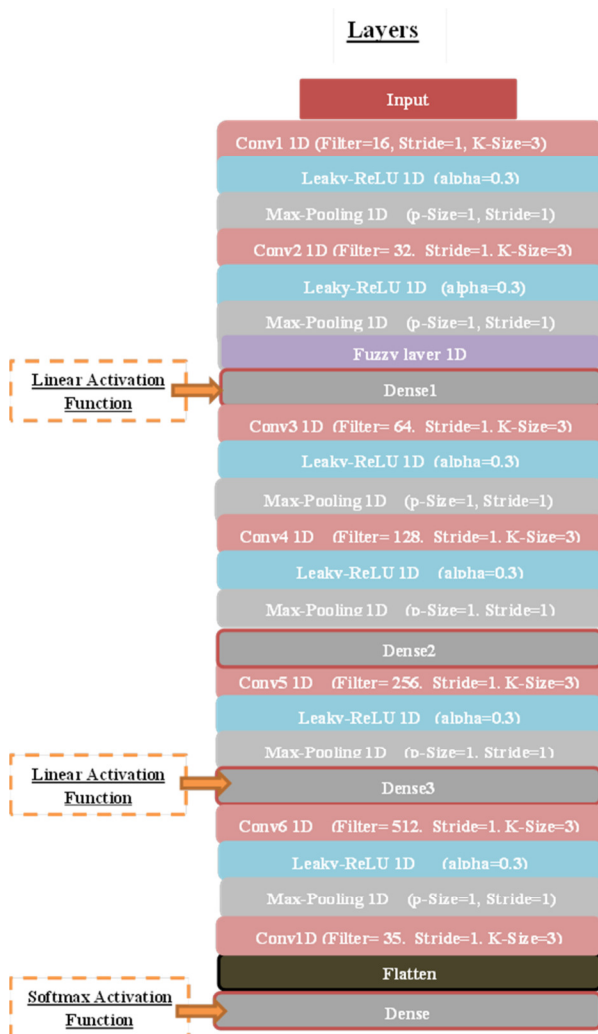 Layers
Input
Conv1 1D (Filter=16, Stride=1, K-Size=3)
Leaky-ReLU 1D (alpha=0.3)
Max-Pooling 1D (p-Size=1, Stride=1)
Conv2 1D (Filter= 32. Stride=1. K-Size=3)
Leaky-ReLU 1D (alpha=0.3)
Max-Pooling 1D (p-Size=1, Stride=1)
Fuzzy layer 1D
Linear Activation
Function
Dense1
Conv3 1D (Filter= 64. Stride=1. K-Size=3)
Leaky-ReLU 1D (alpha=0.3)
Max-Pooling 1D (p-Size=1, Stride=1)
Conv4 1D (Filter= 128. Stride=1. K-Size=3)
Leaky-ReLU 1D (alpha=0.3)
Max-Pooling 1D (p-Size=1. Stride=1)
Dense2
Conv5 1D (Filter= 256. Stride=1. K-Size=3)
Leaky-ReLU 1D (alpha=0.3)
Max-Pooling 1D (p-Size=1. Stride=1)
Linear Activation
Function
Dense3
Conv6 1D (Filter= 512. Stride=1. K-Size=3)
Leaky-ReLU 1D (alpha=0.3)
Max-Pooling 1D (p-Size=1, Stride=1)
Conv1D (Filter= 35. Stride=1. K-Size=3)
Flatten
Softmax Activation
Function
Dense